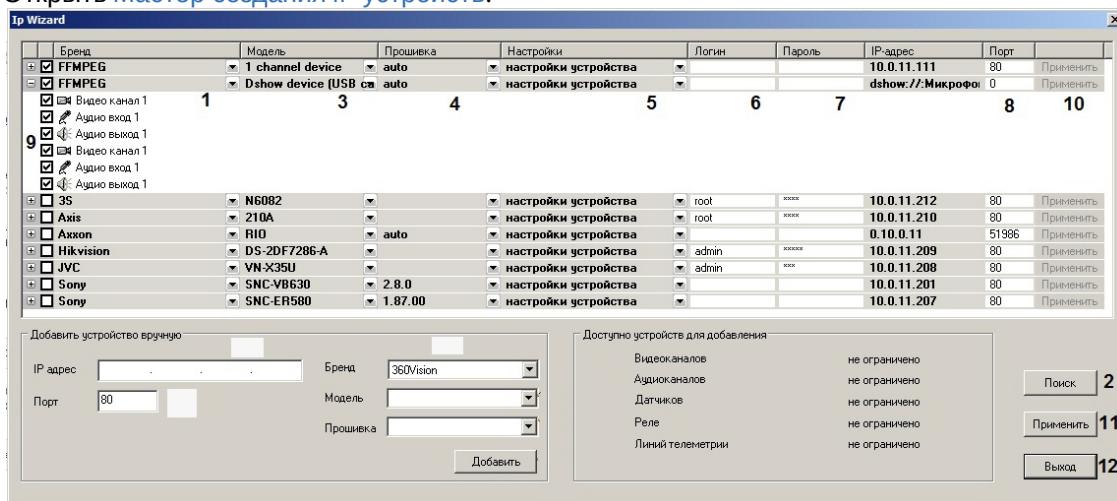 Открыть Мастер создания IP-устройств.
Ip Wizard
Бренд Модель Прошивка Настройки Логин Пароль IP-адрес Порт
FFMPEG 1 channel device auto настройки устройства 10.0.11.111 80 Применить
FFMPEG Dshow device (USB ca auto настройки устройства dshow://:Микрофо 0 Применить
Видео канал 1 1 3 4 5 6 7 8 10
Аудио вход 1
Аудио выход 1
9
Видео канал 1
Аудио вход 1
Аудио выход 1
3S N6082 настройки устройства root **** 10.0.11.212 80 Применить
Axis 210A настройки устройства root **** 10.0.11.210 80 Применить
Axxon RIO auto настройки устройства 0.10.0.11 51986 Применить
Hikvision DS-2DF7286-A настройки устройства admin ***** 10.0.11.209 80 Применить
JVC VN-X35U настройки устройства admin *** 10.0.11.208 80 Применить
Sony SNC-VB630 2.8.0 настройки устройства 10.0.11.201 80 Применить
Sony SNC-ER580 1.87.00 настройки устройства 10.0.11.207 80 Применить
Добавить устройство вручную
IP адрес . . .
Порт 80
Бренд 360Vision
Модель
Прошивка
Добавить
Доступно устройств для добавления
Видеоканалов не ограничено
Аудиоканалов не ограничено
Датчиков не ограничено
Реле не ограничено
Линий телеметрии не ограничено
Поиск 2
Применить 11
Выход 12